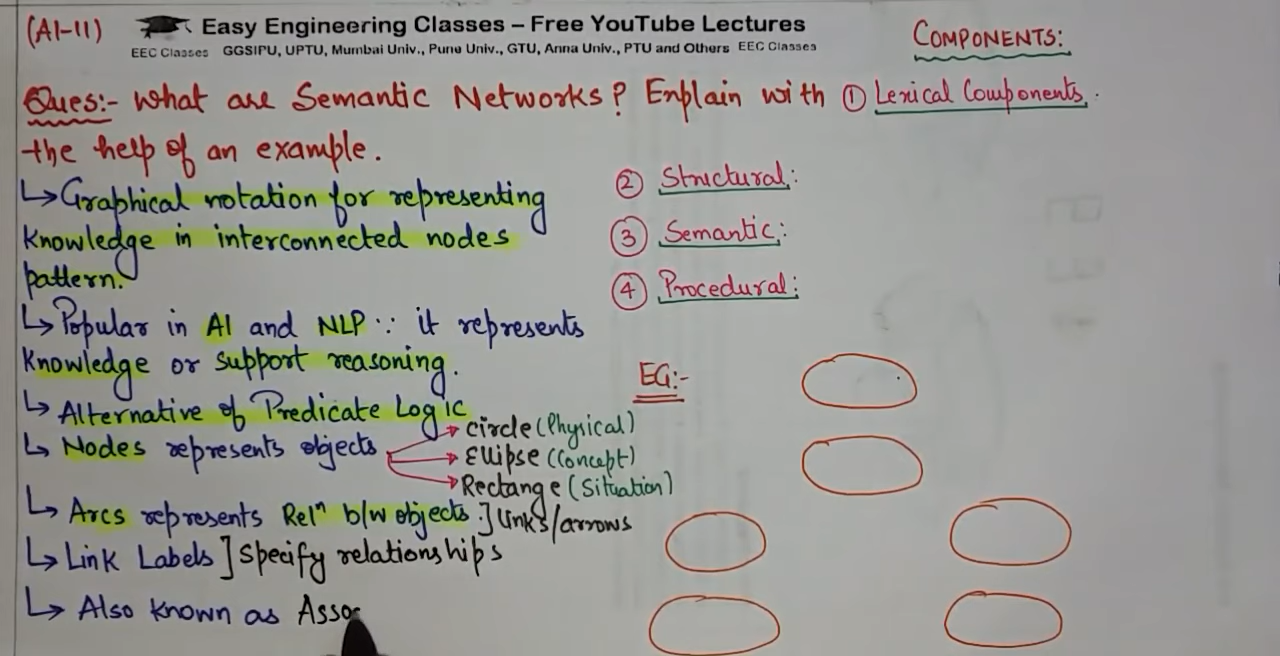 (AI-11)
Easy Engineering Classes – Free YouTube Lectures
EEC Classes GGSIPU, UPTU, Mumbai Univ., Pune Univ., GTU, Anna Univ., PTU and Others EEC Classes
COMPONENTS:
Ques:- What are Semantic Networks? Explain with
the help of an example.
↳ Graphical notation for representing
knowledge in interconnected nodes
pattern.
↳ Popular in AI and NLP ∵ it represents
Knowledge or support reasoning.
↳ Alternative of Predicate Logic
↳ Nodes represents objects
circle (Physical)
Ellipse (Concept)
Rectange (Situation)
↳ Arcs represents Relⁿ b/w objects.] links/arrows
↳ Link Labels] Specify relationships
↳ Also known as Asso
① Lexical Components.
② Structural:
③ Semantic:
④ Procedural:
EG:-